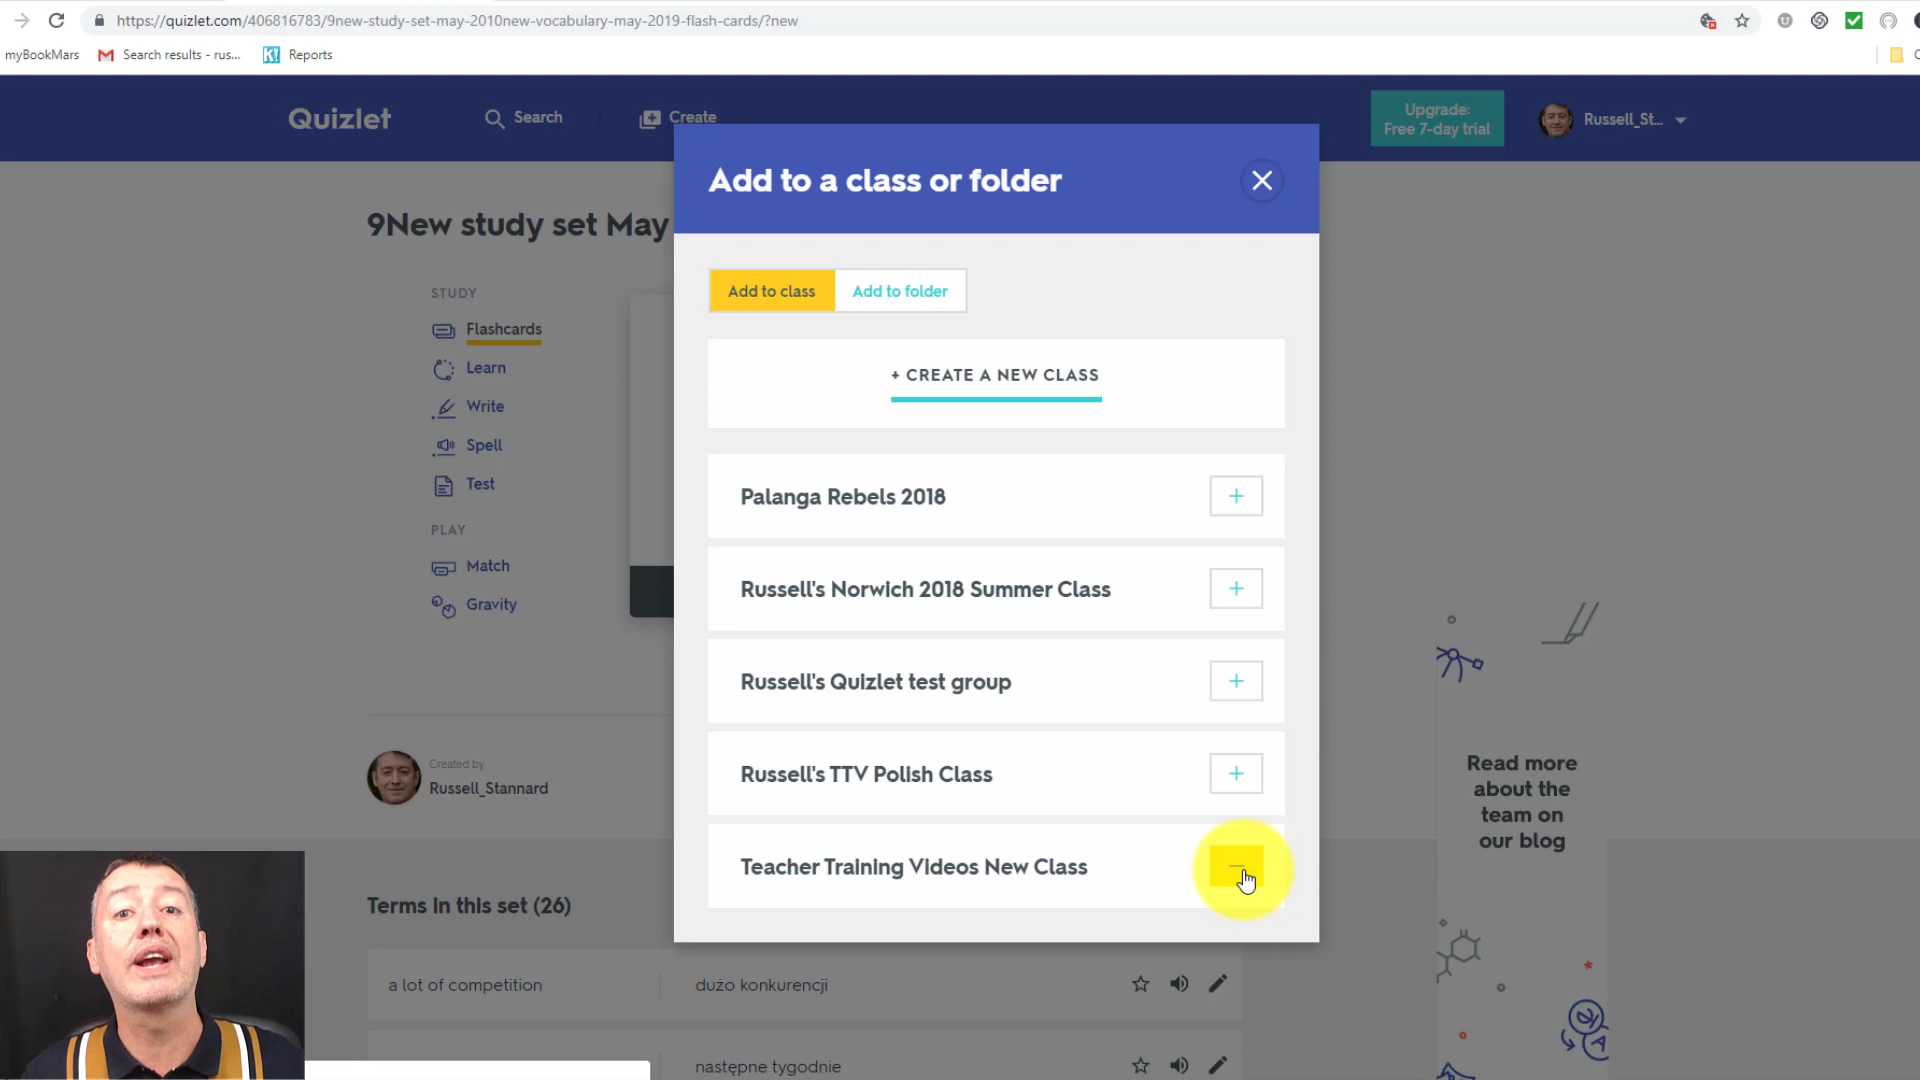 https://quizlet.com/406816783/9new-study-set-may-2010new-vocabulary-may-2019-flash-cards/?new
myBookMars
Search results - rus...
Reports
Quizlet
Search
Create
Upgrade:
Free 7-day trial
Russell_St...
Add to a class or folder
9New study set May
Add to class
Add to folder
+ CREATE A NEW CLASS
STUDY
Flashcards
Learn
Write
Spell
Test
PLAY
Match
Gravity
Palanga Rebels 2018
Russell's Norwich 2018 Summer Class
Russell's Quizlet test group
Russell's TTV Polish Class
Teacher Training Videos New Class
Created by
Russell_Stannard
Read more
about the
team on
our blog
Terms in this set (26)
a lot of competition
dużo konkurencji
następne tygodnie